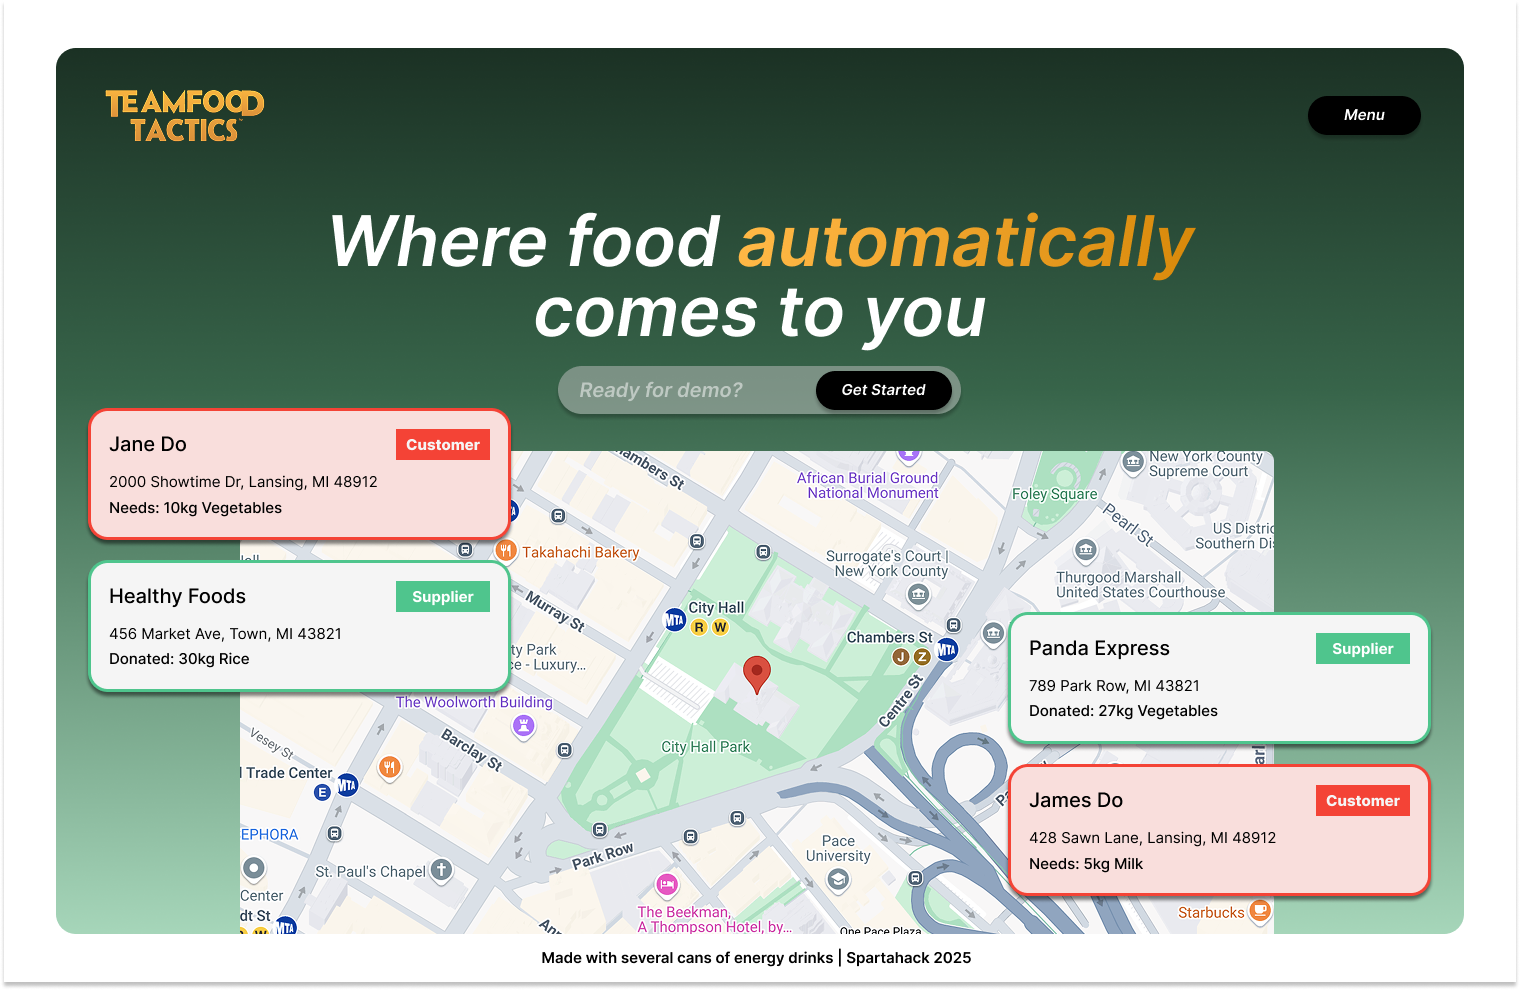 TEAMFOOD
TACTICS
Menu
Where food automatically
comes to you
Ready for demo?
Get Started
Jane Do
Customer
2000 Showtime Dr, Lansing, MI 48912
Needs: 10kg Vegetables
Healthy Foods
Supplier
456 Market Ave, Town, MI 43821
Donated: 30kg Rice
Panda Express
Supplier
789 Park Row, MI 43821
Donated: 27kg Vegetables
James Do
Customer
428 Sawn Lane, Lansing, MI 48912
Needs: 5kg Milk
hambers St
African Burial Ground
National Monument
New York County
Supreme Court
Foley Square
Pearl St
US Distric
Southern Dis
Takahachi Bakery
Surrogate's Court |
New York County
Thurgood Marshall
United States Courthouse
Murray St
City Hall
MTA
R W
Chambers St
J Z
MTA
ty Park
ce - Luxury...
The Woolworth Building
Centre St
Barclay St
City Hall Park
Vesey St
l Trade Center
E
MTA
EPHORA
Park Row
Pace
University
St. Paul's Chapel
Center
dt St
W
MTA
The Beekman,
A Thompson Hotel, by...
Ann
One Pace Plaza
Starbucks
Made with several cans of energy drinks | Spartahack 2025